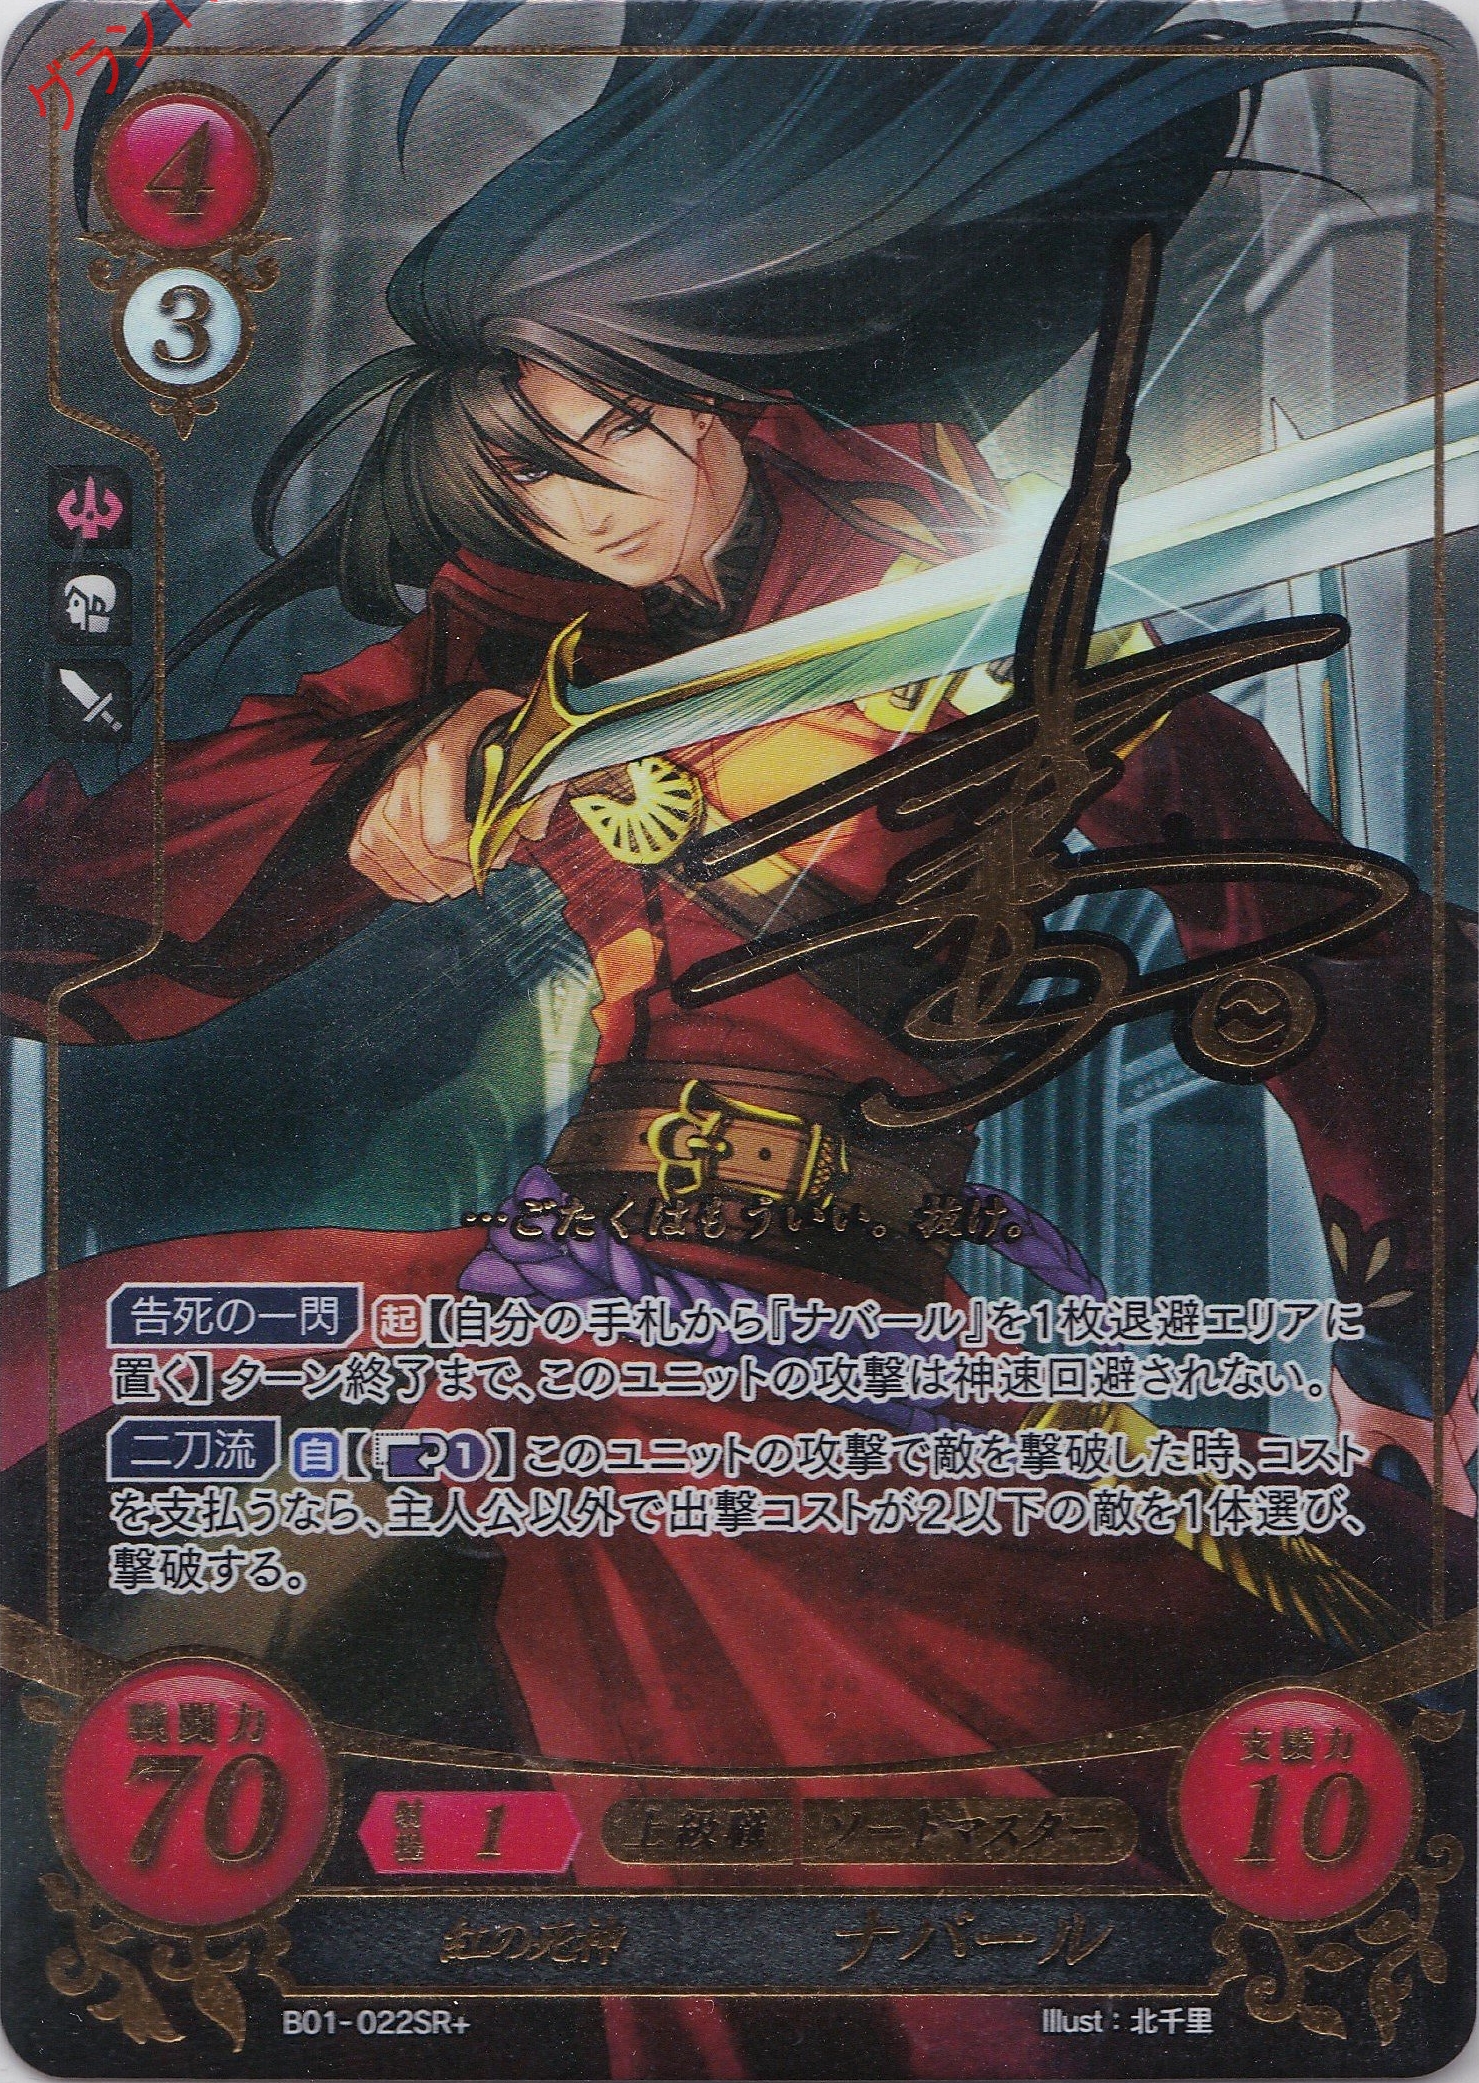 グラン
4
3
…ごたくはもういい。抜け。
告死の一閃 起【自分の手札から『ナバール』を1枚退避エリアに
置く】ターン終了まで、このユニットの攻撃は神速回避されない。
二刀流 自【1】このユニットの攻撃で敵を撃破した時、コスト
を支払うなら、主人公以外で出撃コストが2以下の敵を1体選び、
撃破する。
戦闘力
70
支援力
10
射程 1 上級職 ソードマスター
紅の死神 ナバール
B01-022SR+ Illust：北千里